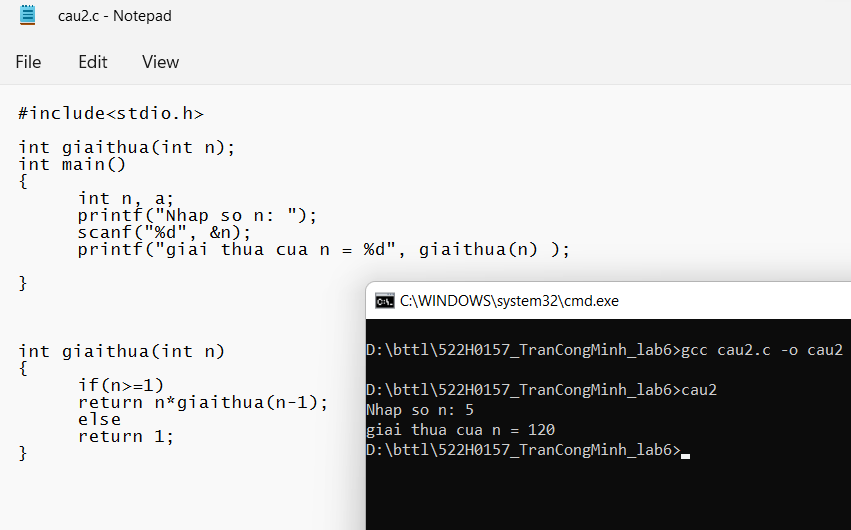 cau2.c - Notepad
File Edit View
#include<stdio.h>
int giaithua(int n);
int main()
{
int n, a;
printf("Nhap so n: ");
scanf("%d", &n);
printf("giai thua cua n = %d", giaithua(n) );
}
int giaithua(int n)
{
if(n>=1)
return n*giaithua(n-1);
else
return 1;
}
C:\WINDOWS\system32\cmd.exe
D:\bttl\522H0157_TranCongMinh_lab6>gcc cau2.c -o cau2
D:\bttl\522H0157_TranCongMinh_lab6>cau2
Nhap so n: 5
giai thua cua n = 120
D:\bttl\522H0157_TranCongMinh_lab6>